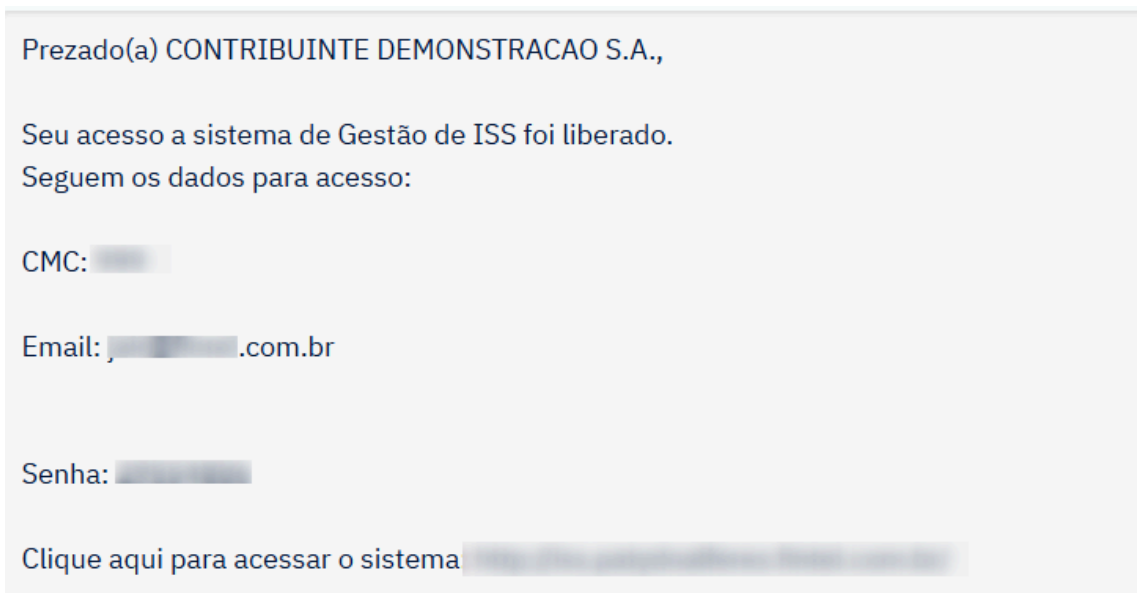 Prezado(a) CONTRIBUINTE DEMONSTRACAO S.A.,
Seu acesso a sistema de Gestão de ISS foi liberado.
Seguem os dados para acesso:
CMC:
Email: .com.br
Senha:
Clique aqui para acessar o sistema: